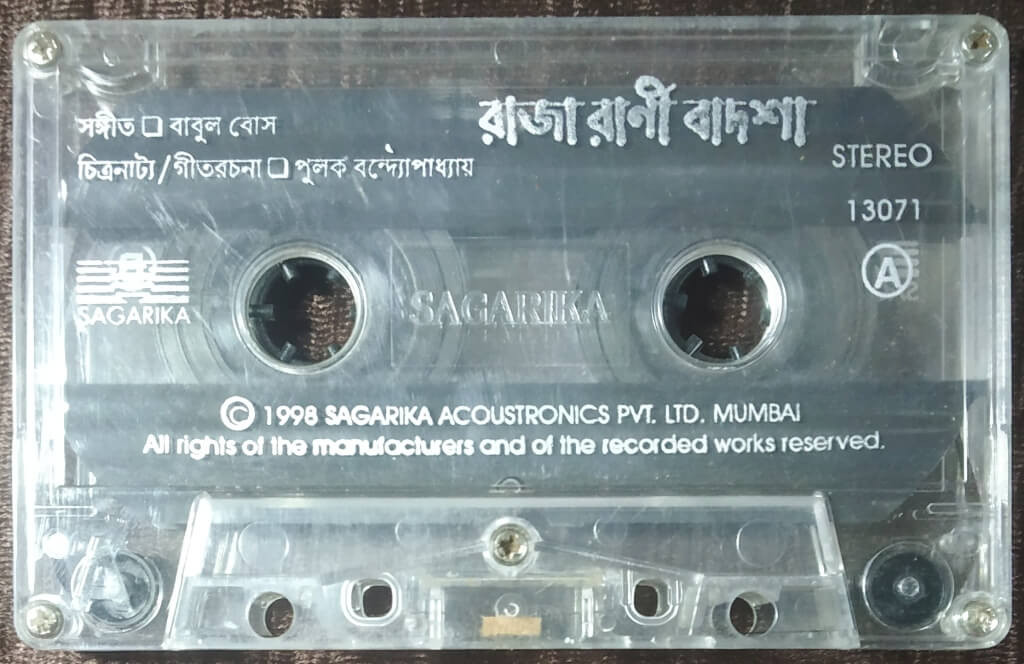 রাজা রাণী বাদশা
সঙ্গীত □ বাবুল বোস
চিত্রনাট্য/গীতরচনা □ পুলক বন্দ্যোপাধ্যায়
STEREO
13071
SAGARIKA
SAGARIKA
A
© 1998 SAGARIKA ACOUSTRONICS PVT. LTD. MUMBAI
All rights of the manufacturers and of the recorded works reserved.
A